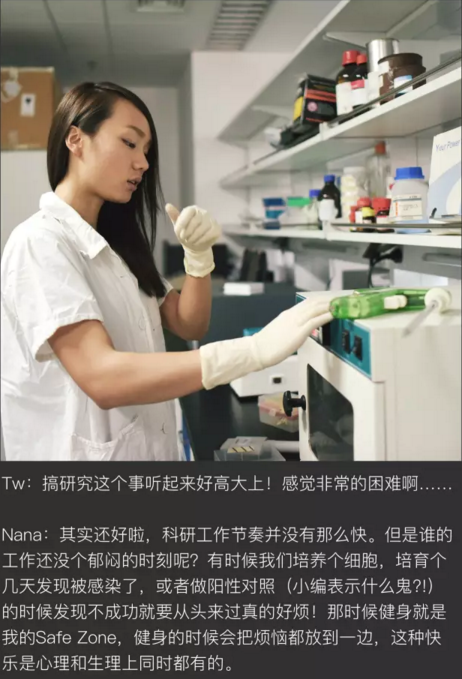 Tw：搞研究这个事听起来好高大上！感觉非常的困难啊……
Nana：其实还好啦，科研工作节奏并没有那么快。但是谁的
工作还没个郁闷的时刻呢？有时候我们培养个细胞，培育个
几天发现被感染了，或者做阳性对照（小编表示什么鬼?!）
的时候发现不成功就要从头来过真的好烦！那时候健身就是
我的Safe Zone，健身的时候会把烦恼都放到一边，这种快
乐是心理和生理上同时都有的。